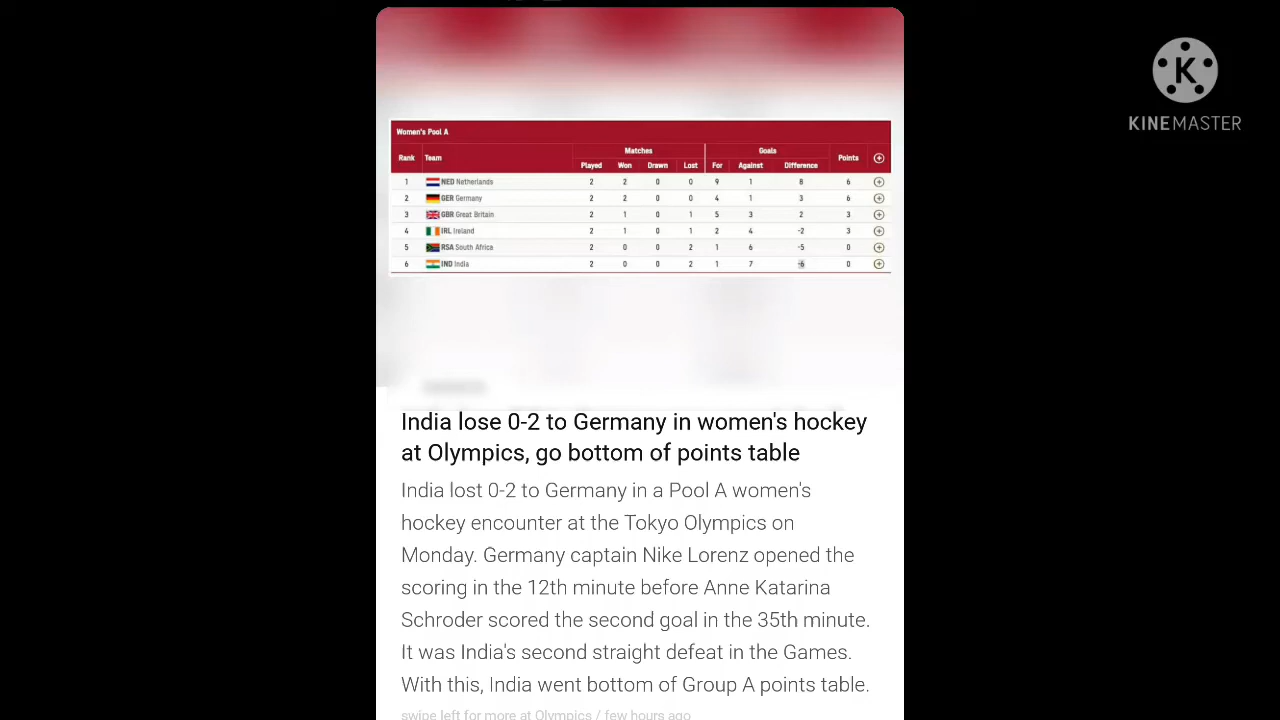 KINEMASTER
Women's Pool A
Matches Goals
Rank Team Played Won Drawn Lost For Against Difference Points
1 NED Netherlands 2 2 0 0 9 1 8 6
2 GER Germany 2 2 0 0 4 1 3 6
3 GBR Great Britain 2 1 0 1 5 3 2 3
4 IRL Ireland 2 1 0 1 2 4 -2 3
5 RSA South Africa 2 0 0 2 1 6 -5 0
6 IND India 2 0 0 2 1 7 -6 0
India lose 0-2 to Germany in women's hockey
at Olympics, go bottom of points table
India lost 0-2 to Germany in a Pool A women's
hockey encounter at the Tokyo Olympics on
Monday. Germany captain Nike Lorenz opened the
scoring in the 12th minute before Anne Katarina
Schroder scored the second goal in the 35th minute.
It was India's second straight defeat in the Games.
With this, India went bottom of Group A points table.
swipe left for more at Olympics / few hours ago